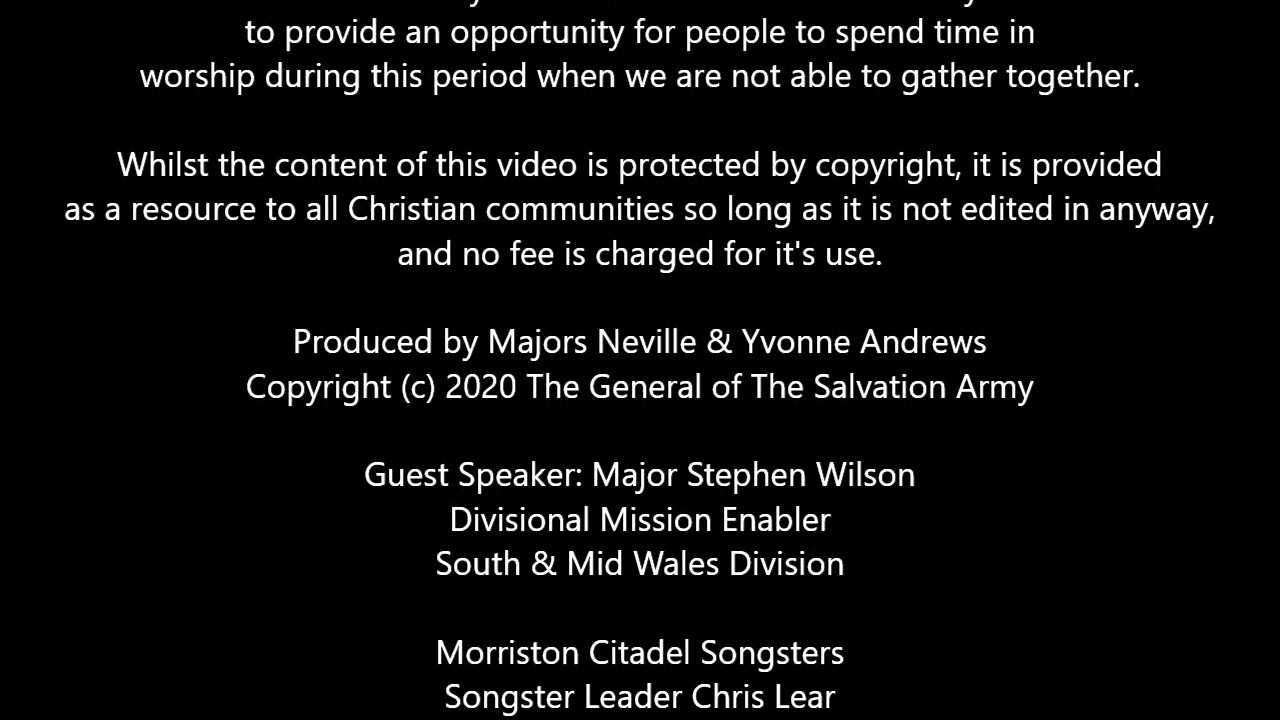 to provide an opportunity for people to spend time in
worship during this period when we are not able to gather together.
Whilst the content of this video is protected by copyright, it is provided
as a resource to all Christian communities so long as it is not edited in anyway,
and no fee is charged for it's use.
Produced by Majors Neville & Yvonne Andrews
Copyright (c) 2020 The General of The Salvation Army
Guest Speaker: Major Stephen Wilson
Divisional Mission Enabler
South & Mid Wales Division
Morriston Citadel Songsters
Songster Leader Chris Lear